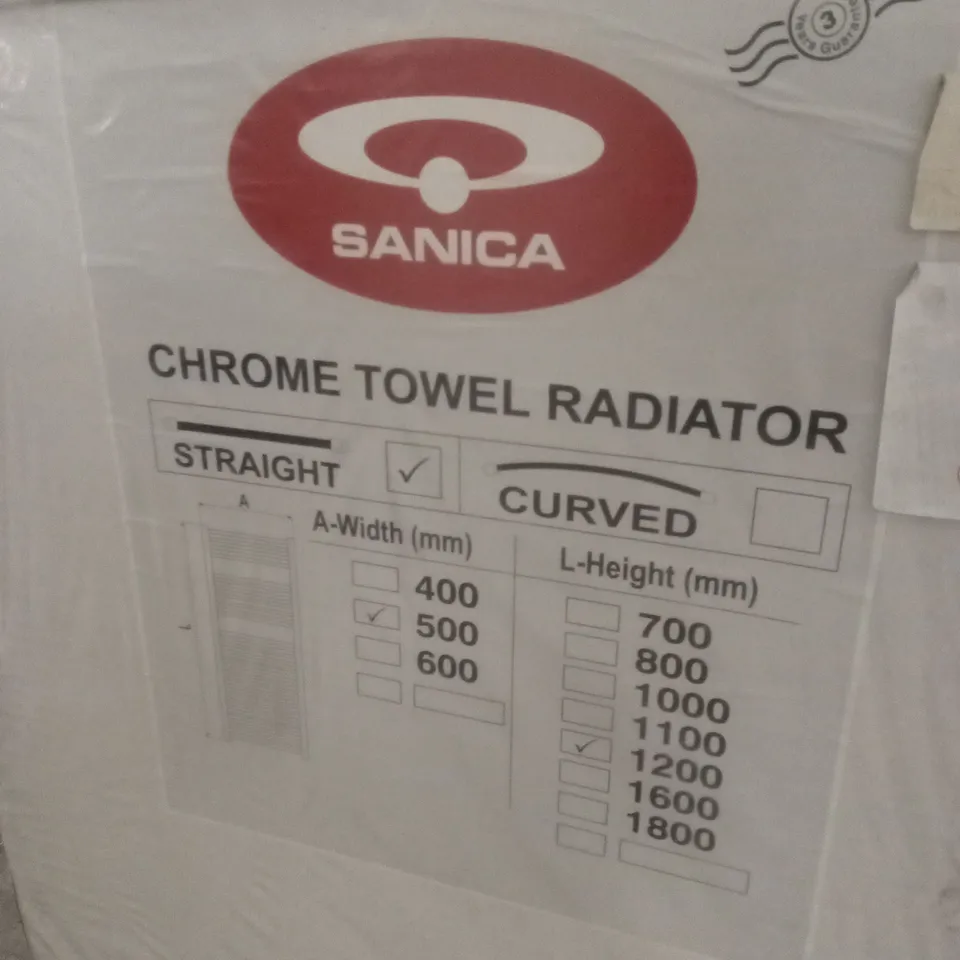 3
Years Guarantee
SANICA
CHROME TOWEL RADIATOR
STRAIGHT ✓
CURVED
A
L
A-Width (mm)
400
✓ 500
600
L-Height (mm)
700
800
1000
1100
✓ 1200
1600
1800